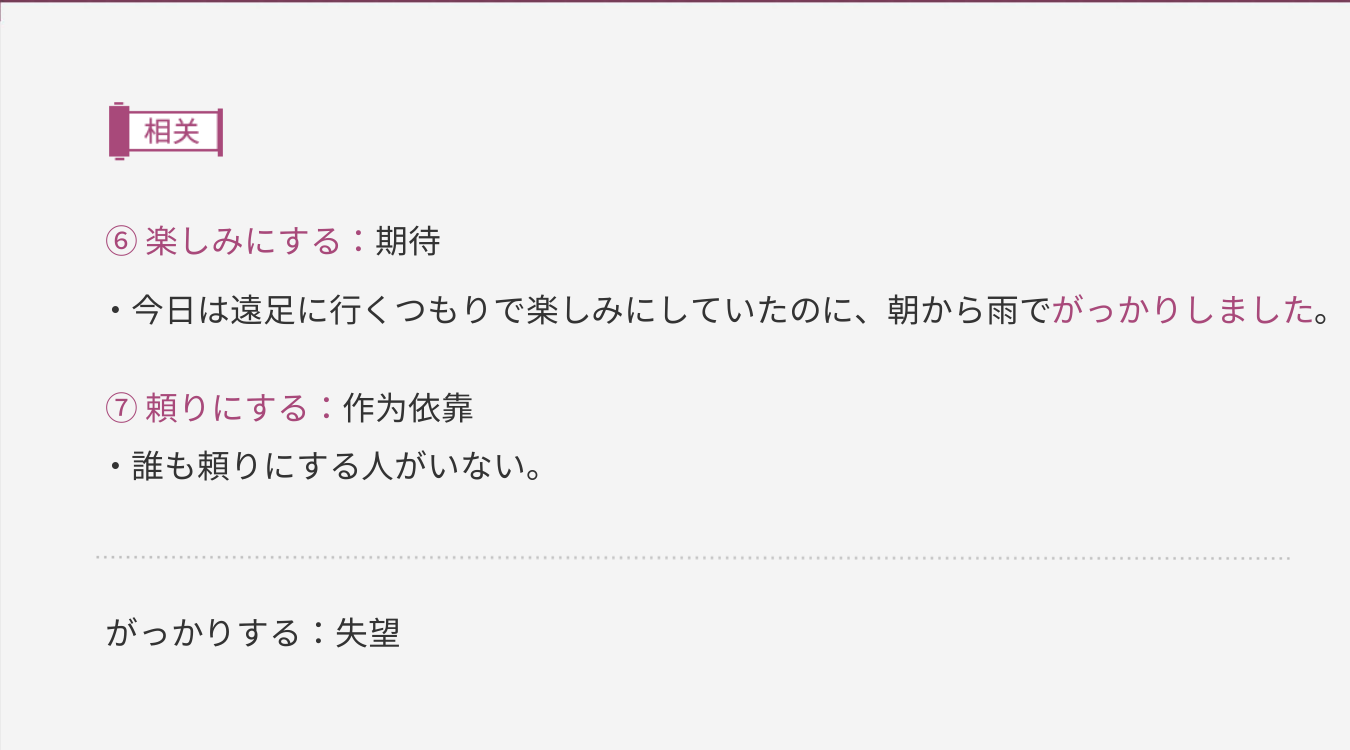 相关
⑥ 楽しみにする：期待
・今日は遠足に行くつもりで楽しみにしていたのに、朝から雨でがっかりしました。
⑦ 頼りにする：作为依靠
・誰も頼りにする人がいない。
がっかりする：失望